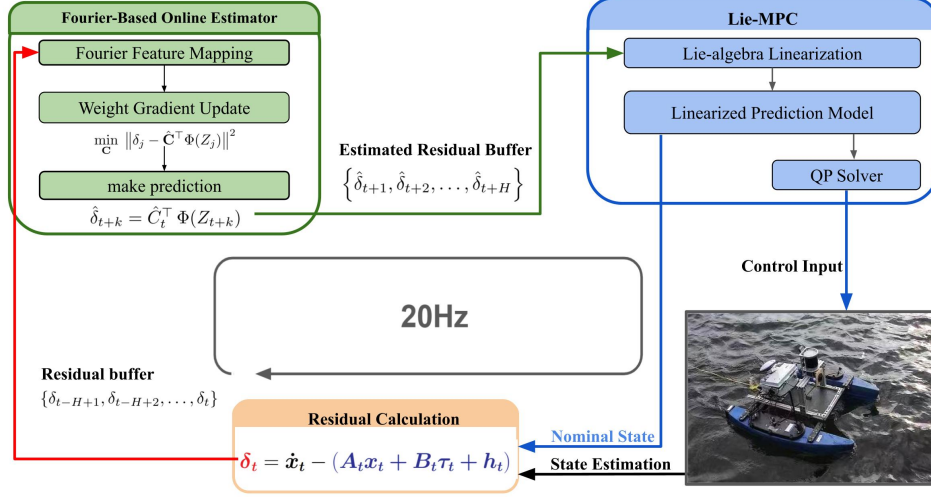 Fourier-Based Online Estimator
Fourier Feature Mapping
Weight Gradient Update
min_C ‖δ_j − Ĉ^⊤Φ(Z_j)‖^2
make prediction
δ̂_{t+k} = Ĉ_t^⊤ Φ(Z_{t+k})
Estimated Residual Buffer
{δ̂_{t+1}, δ̂_{t+2}, . . . , δ̂_{t+H}}
Lie-MPC
Lie-algebra Linearization
Linearized Prediction Model
QP Solver
Control Input
20Hz
Residual buffer
{δ_{t−H+1}, δ_{t−H+2}, . . . , δ_t}
Residual Calculation
δ_t = ẋ_t − (A_t x_t + B_t τ_t + h_t)
Nominal State
State Estimation